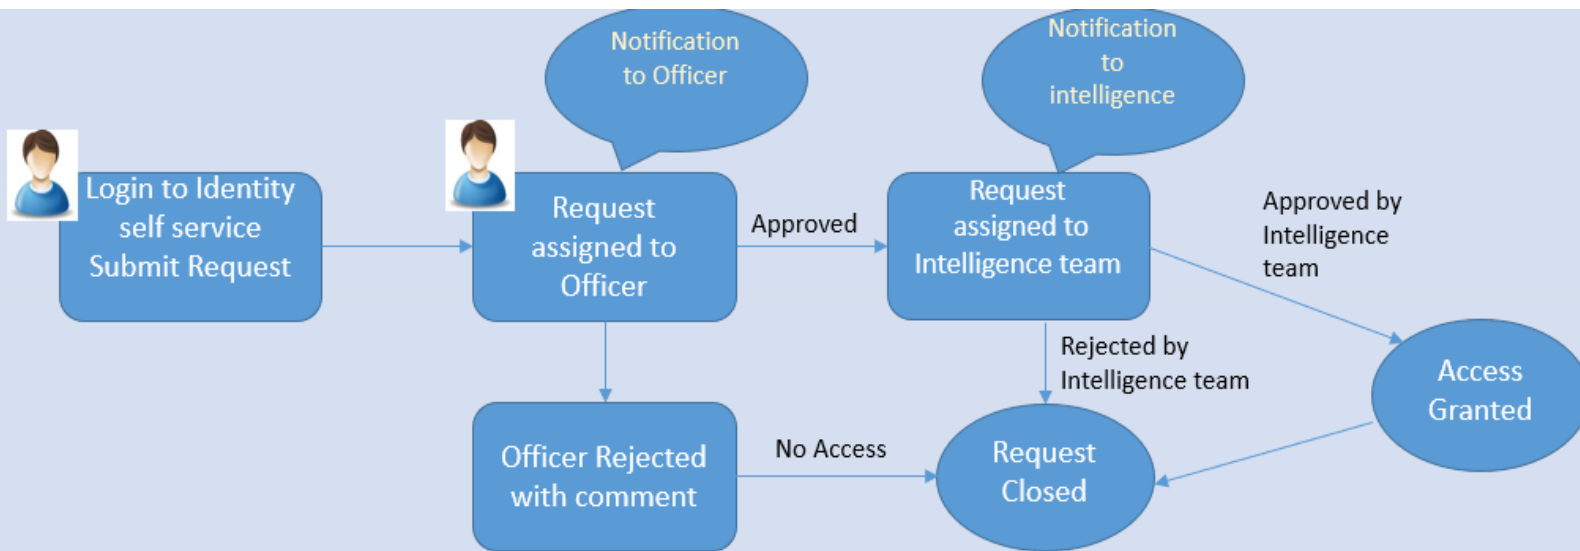 Notification
to Officer
Notification
to
intelligence
Login to Identity
self service
Submit Request
Request
assigned to
Officer
Approved
Request
assigned to
Intelligence team
Approved by
Intelligence
team
Rejected by
Intelligence team
Access
Granted
Officer Rejected
with comment
No Access
Request
Closed